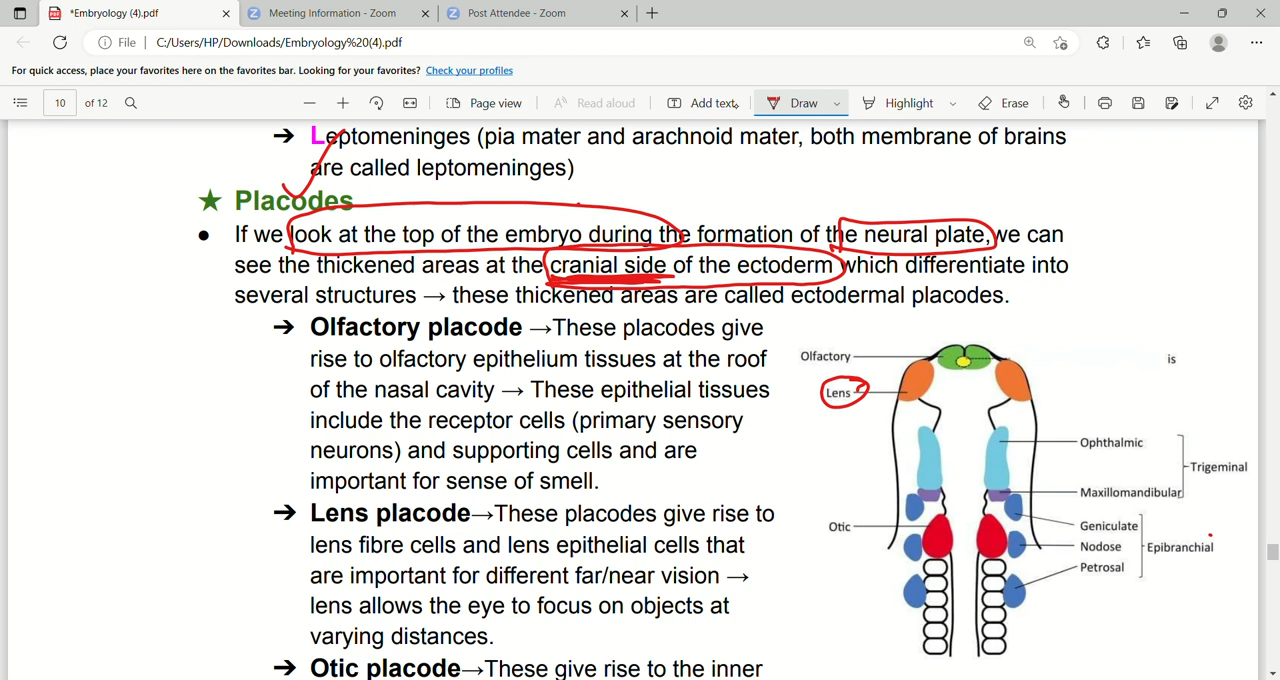 *Embryology (4).pdf
Meeting Information - Zoom
Post Attendee - Zoom
File
C:/Users/HP/Downloads/Embryology%20(4).pdf
For quick access, place your favorites here on the favorites bar. Looking for your favorites? Check your profiles
10 of 12
Page view
Read aloud
Add text
Draw
Highlight
Erase
➔ Leptomeninges (pia mater and arachnoid mater, both membrane of brains
are called leptomeninges)
★ Placodes
● If we look at the top of the embryo during the formation of the neural plate,we can
see the thickened areas at the cranial side of the ectoderm which differentiate into
several structures → these thickened areas are called ectodermal placodes.
➔ Olfactory placode →These placodes give
rise to olfactory epithelium tissues at the roof
of the nasal cavity → These epithelial tissues
include the receptor cells (primary sensory
neurons) and supporting cells and are
important for sense of smell.
➔ Lens placode→These placodes give rise to
lens fibre cells and lens epithelial cells that
are important for different far/near vision →
lens allows the eye to focus on objects at
varying distances.
➔ Otic placode→These give rise to the inner
Olfactory
is
Lens
Ophthalmic
Trigeminal
Maxillomandibular
Otic
Geniculate
Nodose
Epibranchial
Petrosal